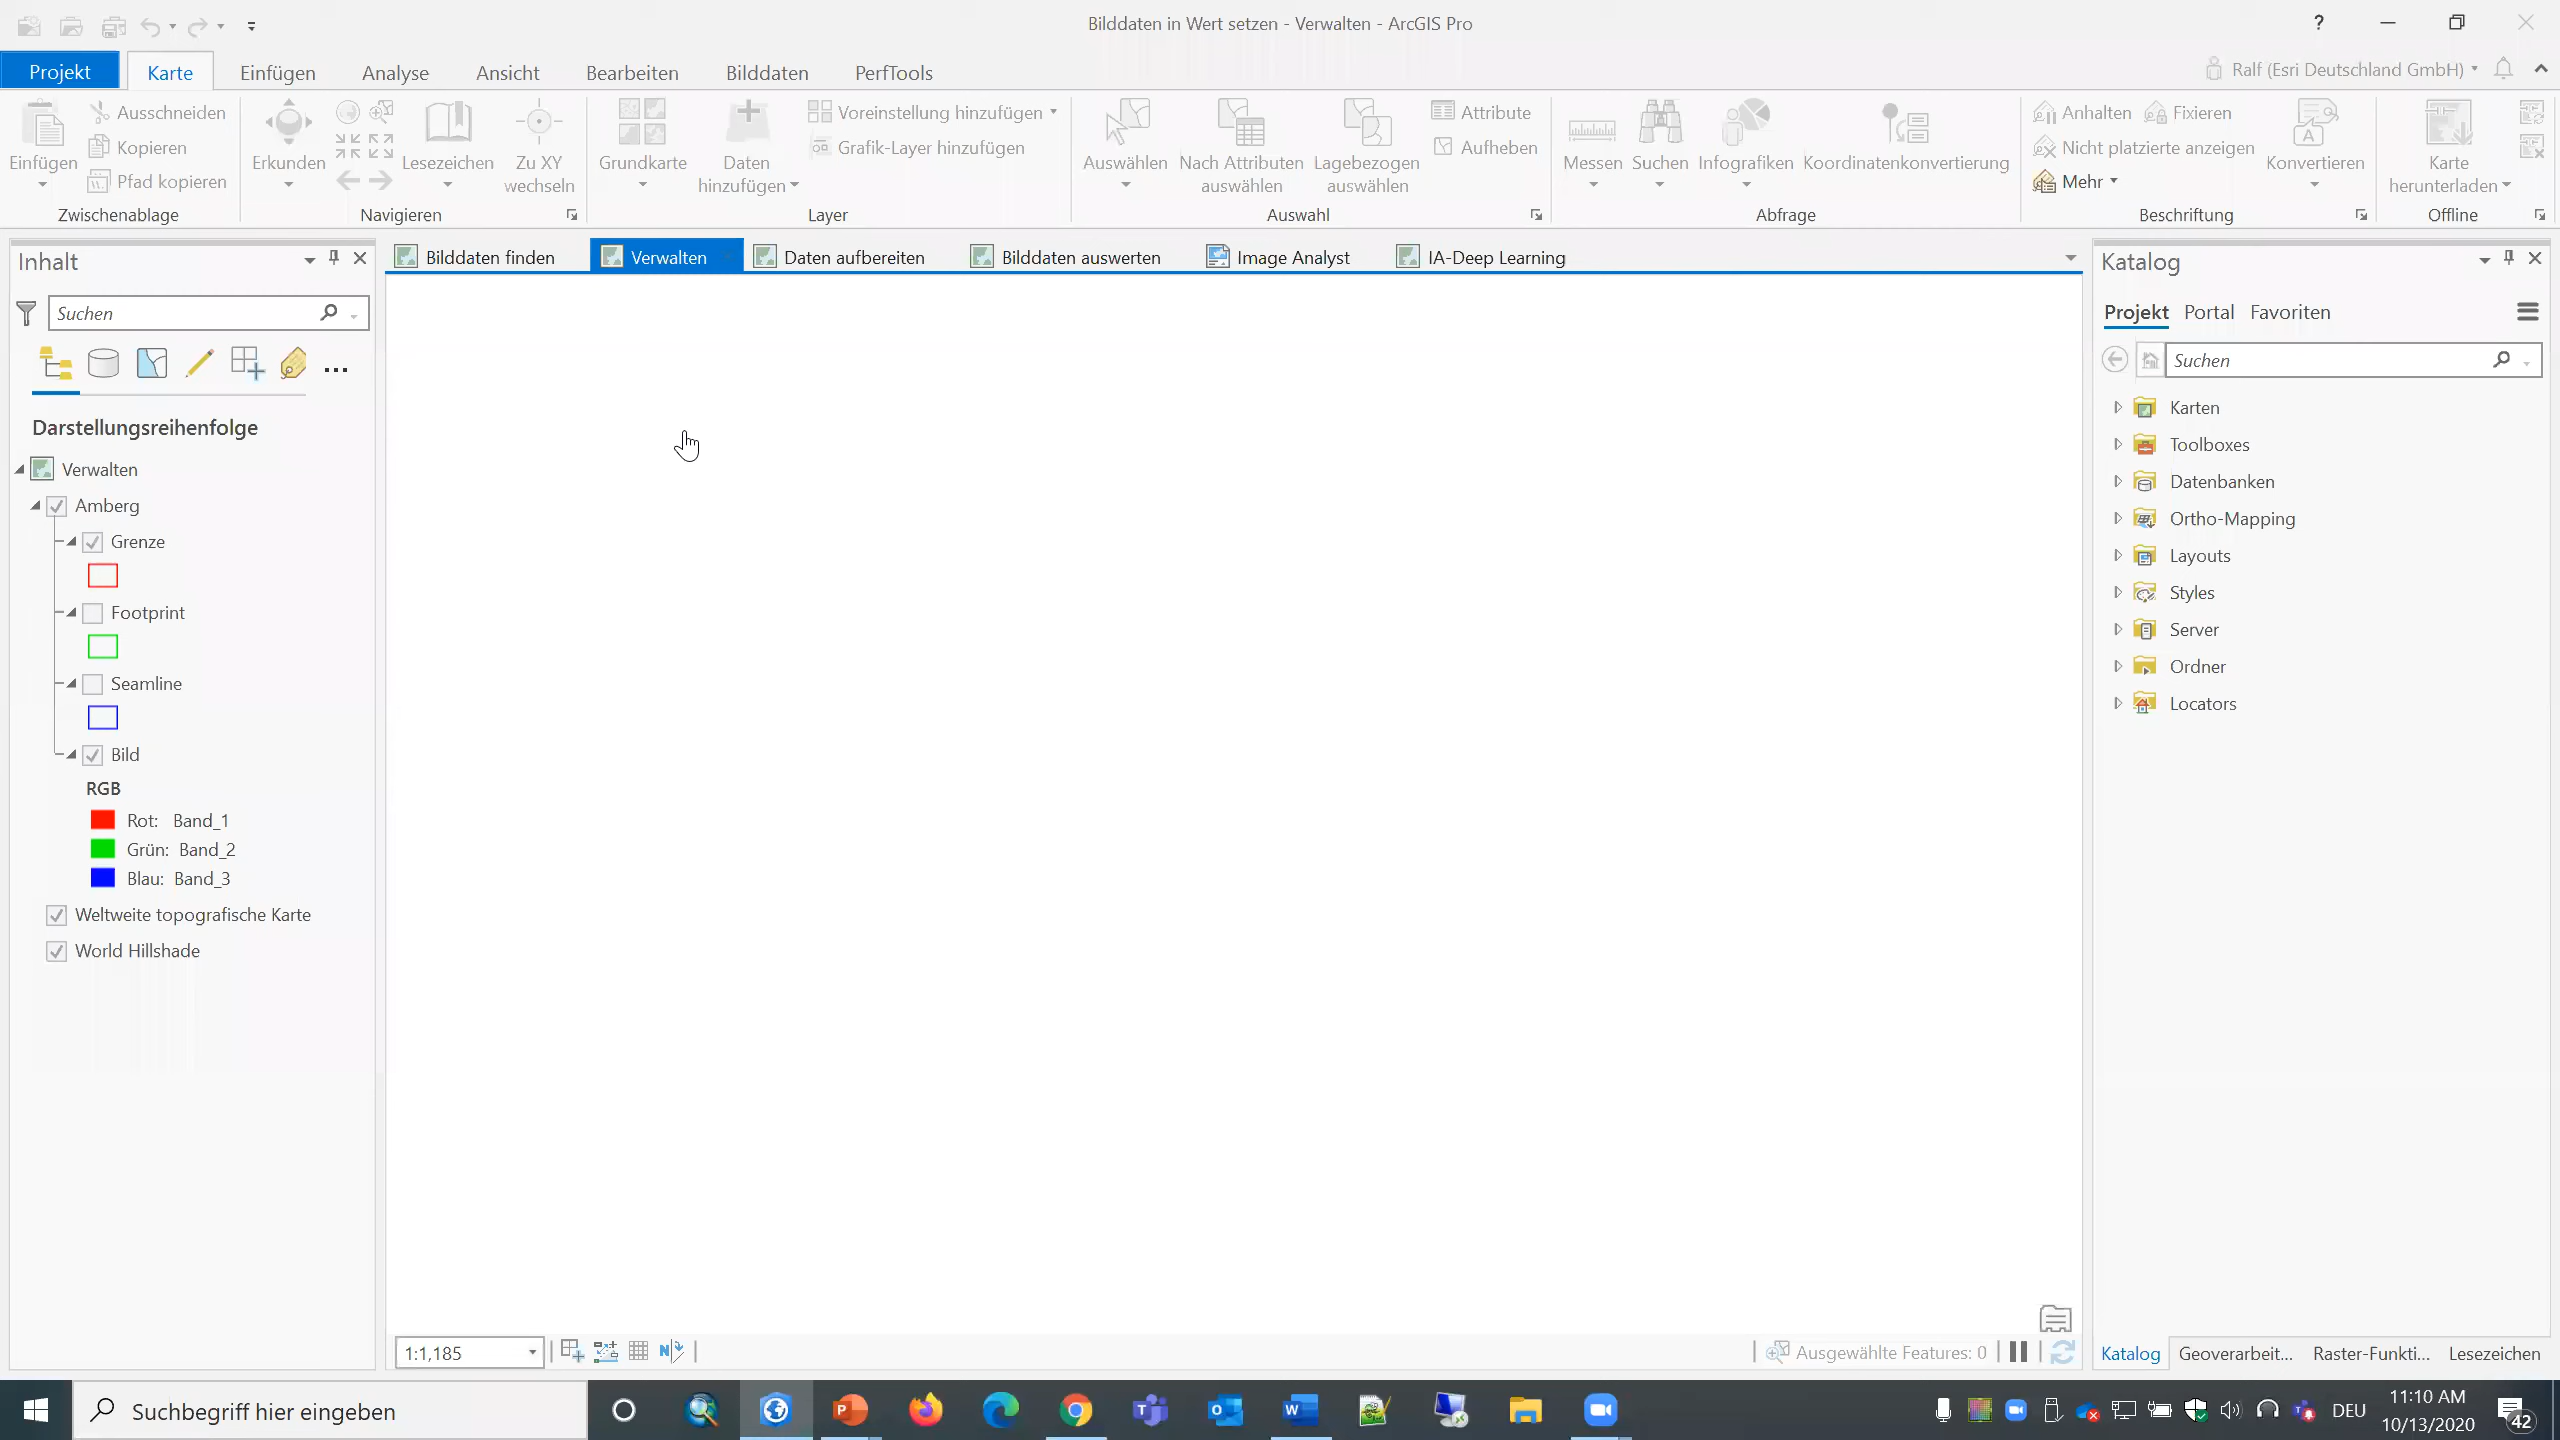 Bilddaten in Wert setzen - Verwalten - ArcGIS Pro
?
Projekt Karte Einfügen Analyse Ansicht Bearbeiten Bilddaten PerfTools
Ralf (Esri Deutschland GmbH)
Einfügen
Ausschneiden
Kopieren
Pfad kopieren
Zwischenablage
Erkunden
Lesezeichen
Zu XY
wechseln
Navigieren
Grundkarte
Daten
hinzufügen
Voreinstellung hinzufügen
Grafik-Layer hinzufügen
Layer
Auswählen
Nach Attributen
auswählen
Lagebezogen
auswählen
Attribute
Aufheben
Auswahl
Messen
Suchen
Infografiken
Koordinatenkonvertierung
Abfrage
Anhalten
Fixieren
Nicht platzierte anzeigen
Mehr
Konvertieren
Beschriftung
Karte
herunterladen
Offline
Inhalt
Suchen
Darstellungsreihenfolge
Verwalten
Amberg
Grenze
Footprint
Seamline
Bild
RGB
Rot: Band_1
Grün: Band_2
Blau: Band_3
Weltweite topografische Karte
World Hillshade
Bilddaten finden
Verwalten
Daten aufbereiten
Bilddaten auswerten
Image Analyst
IA-Deep Learning
1:1,185
Ausgewählte Features: 0
Katalog
Projekt Portal Favoriten
Suchen
Karten
Toolboxes
Datenbanken
Ortho-Mapping
Layouts
Styles
Server
Ordner
Locators
Katalog Geoverarbeit... Raster-Funkti... Lesezeichen
Suchbegriff hier eingeben
DEU
11:10 AM
10/13/2020
42